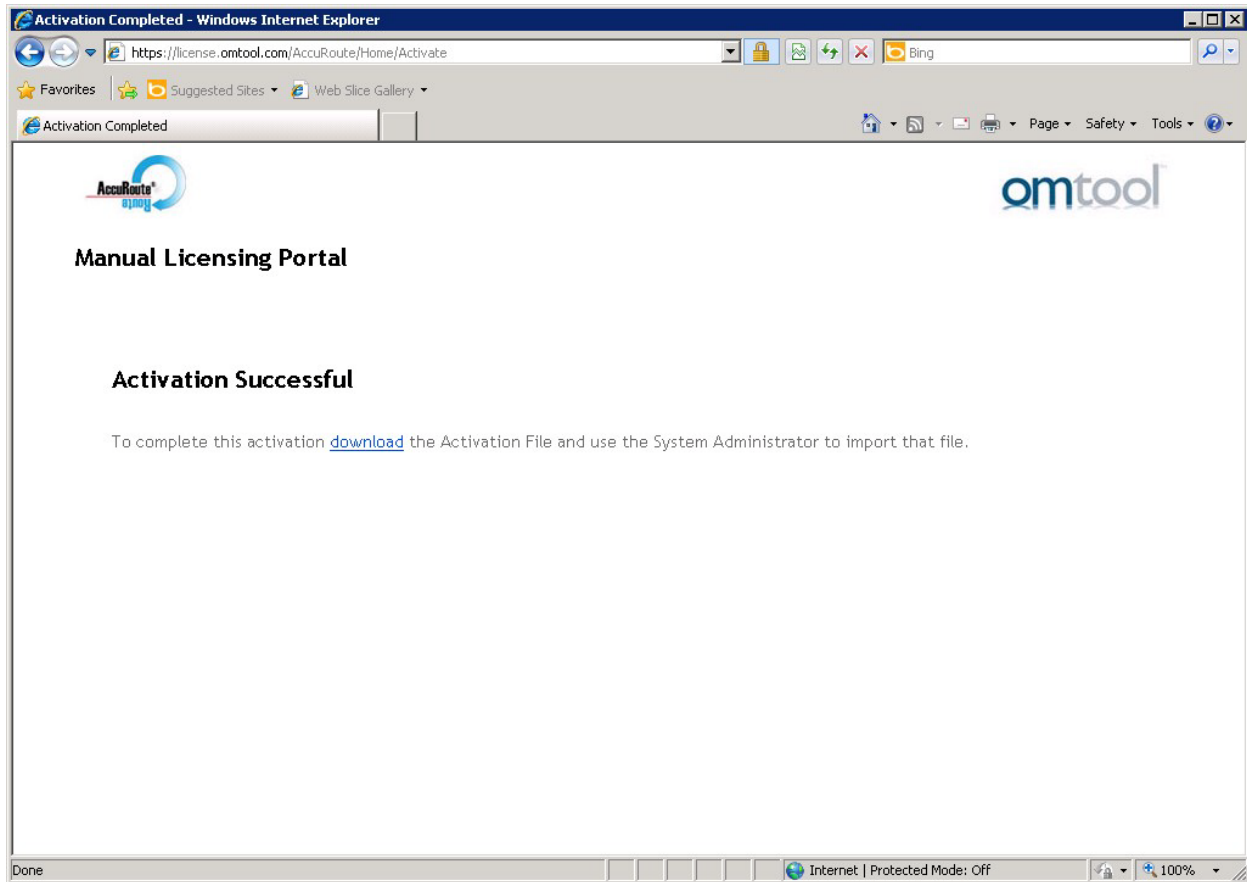 Activation Completed - Windows Internet Explorer
https://license.omtool.com/AccuRoute/Home/Activate
Bing
Favorites Suggested Sites Web Slice Gallery
Activation Completed
Page Safety Tools
AccuRoute®
Route
omtool
Manual Licensing Portal
Activation Successful
To complete this activation download the Activation File and use the System Administrator to import that file.
Done
Internet | Protected Mode: Off
100%